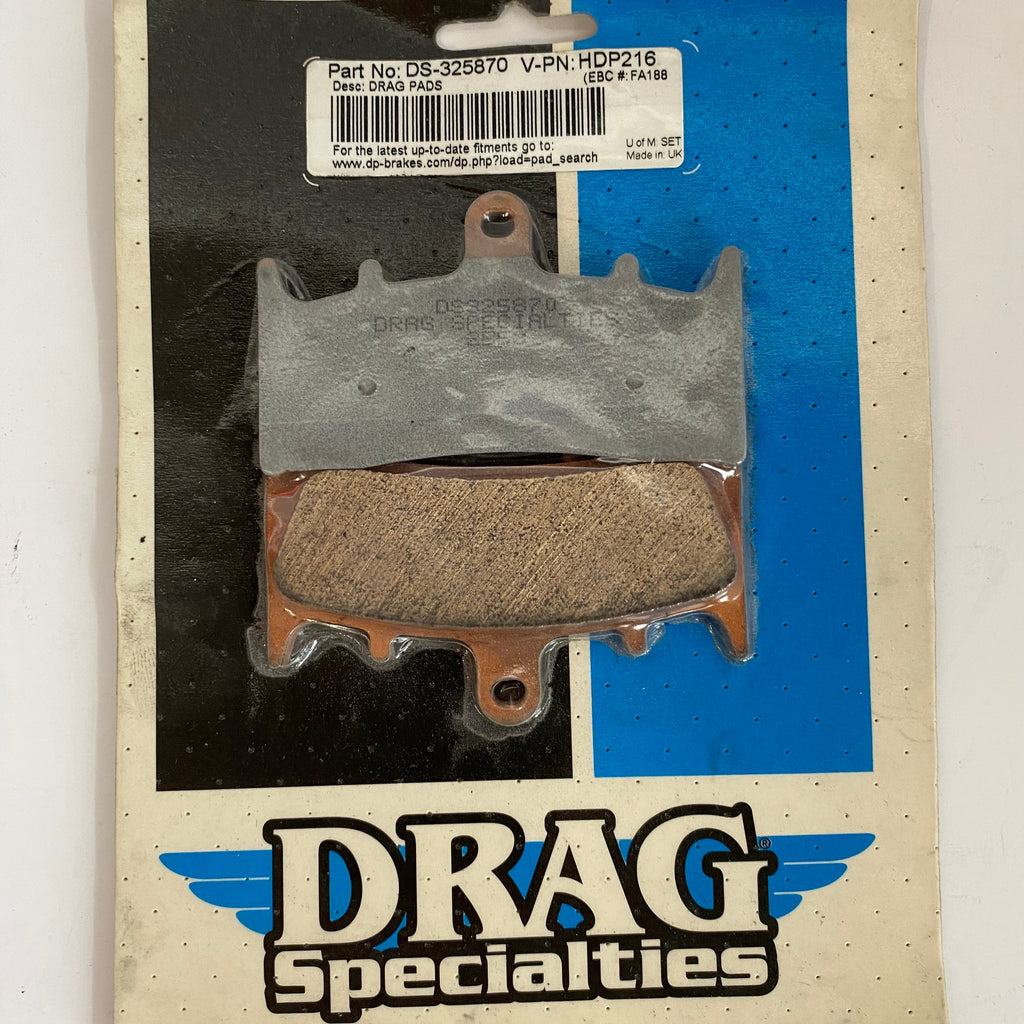 Part No: DS-325870 V-PN: HDP216
Desc: DRAG PADS (EBC #: FA188
For the latest up-to-date fitments go to: U of M: SET
www.dp-brakes.com/dp.php?load=pad_search Made in: UK
DS325870
DRAG SPECIALTIES
DRAG®
Specialties